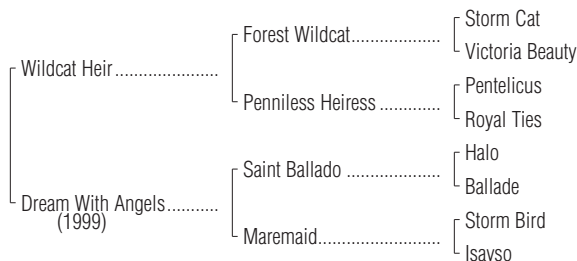 Storm Cat
Forest Wildcat....................
Victoria Beauty
Wildcat Heir.......................
Pentelicus
Penniless Heiress .............
Royal Ties
Halo
Saint Ballado .....................
Ballade
Dream With Angels...........
(1999)
Storm Bird
Maremaid...........................
Isayso